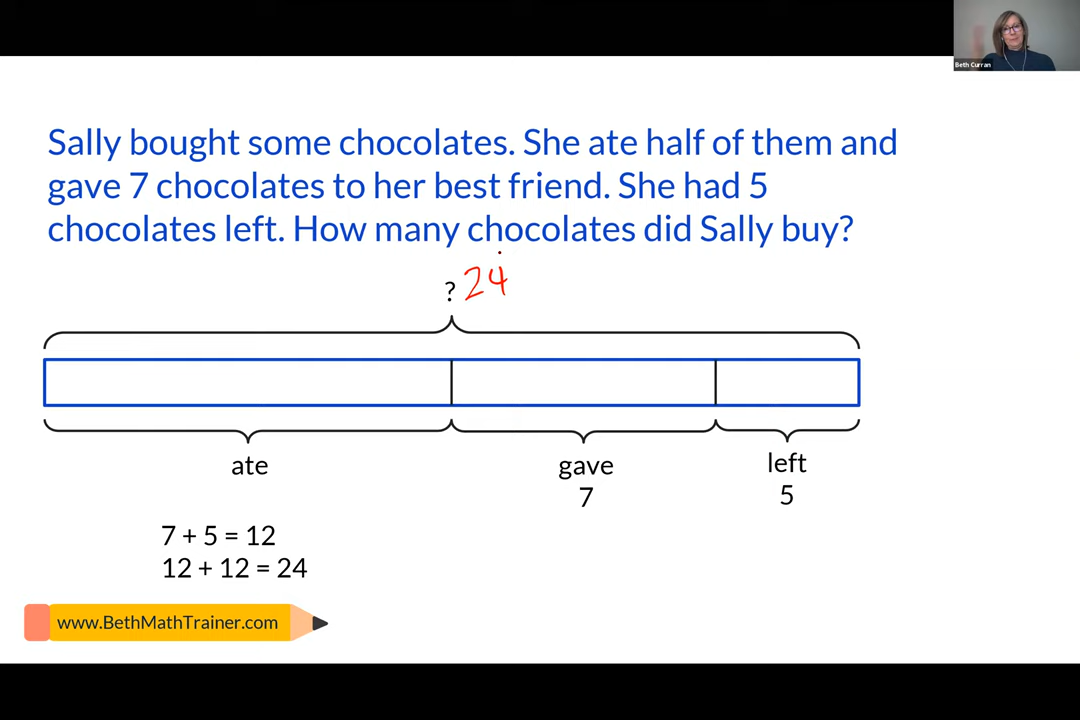 Beth Curran
Sally bought some chocolates. She ate half of them and
gave 7 chocolates to her best friend. She had 5
chocolates left. How many chocolates did Sally buy?
? 24
ate
gave
7
left
5
7 + 5 = 12
12 + 12 = 24
www.BethMathTrainer.com